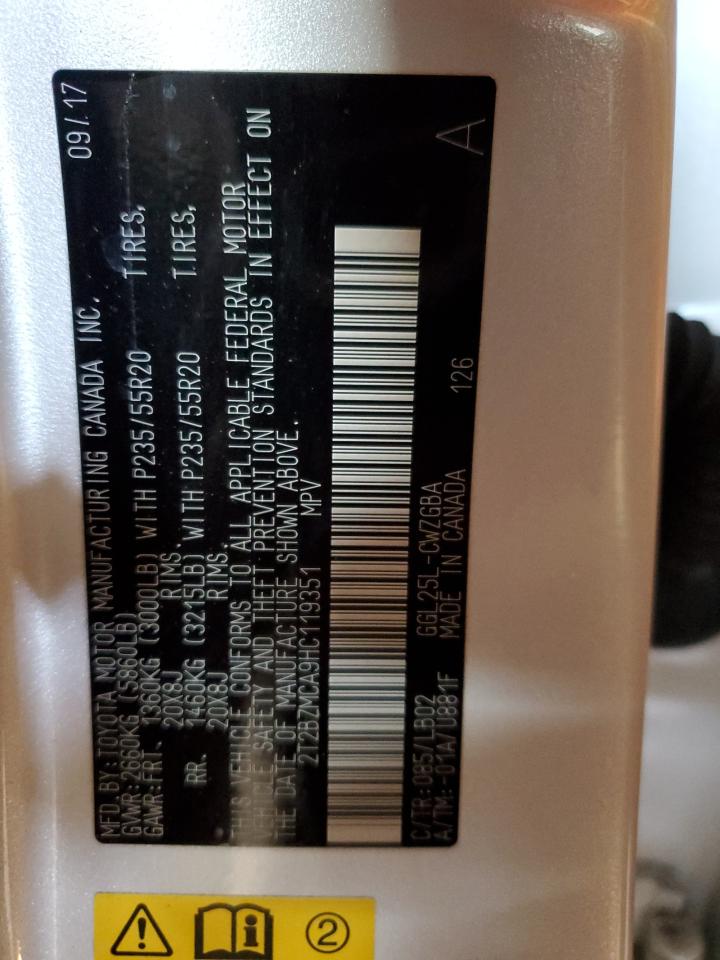 MFD.BY:TOYOTA MOTOR MANUFACTURING CANADA INC. 09/17
GVWR:2660KG (5860LB)
GAWR:FRT. 1360KG (3000LB) WITH P235/55R20 TIRES,
20X8J RIMS.
RR. 1460KG (3215LB) WITH P235/55R20 TIRES,
20X8J RIMS.
THIS VEHICLE CONFORMS TO ALL APPLICABLE FEDERAL MOTOR
VEHICLE SAFETY AND THEFT PREVENTION STANDARDS IN EFFECT ON
THE DATE OF MANUFACTURE SHOWN ABOVE.
2T2BZMCA9HC119351 MPV
C/TR:085/LB02 GGL25L-CWZGBA 126 A
A/TM:-01A/U881F MADE IN CANADA
2